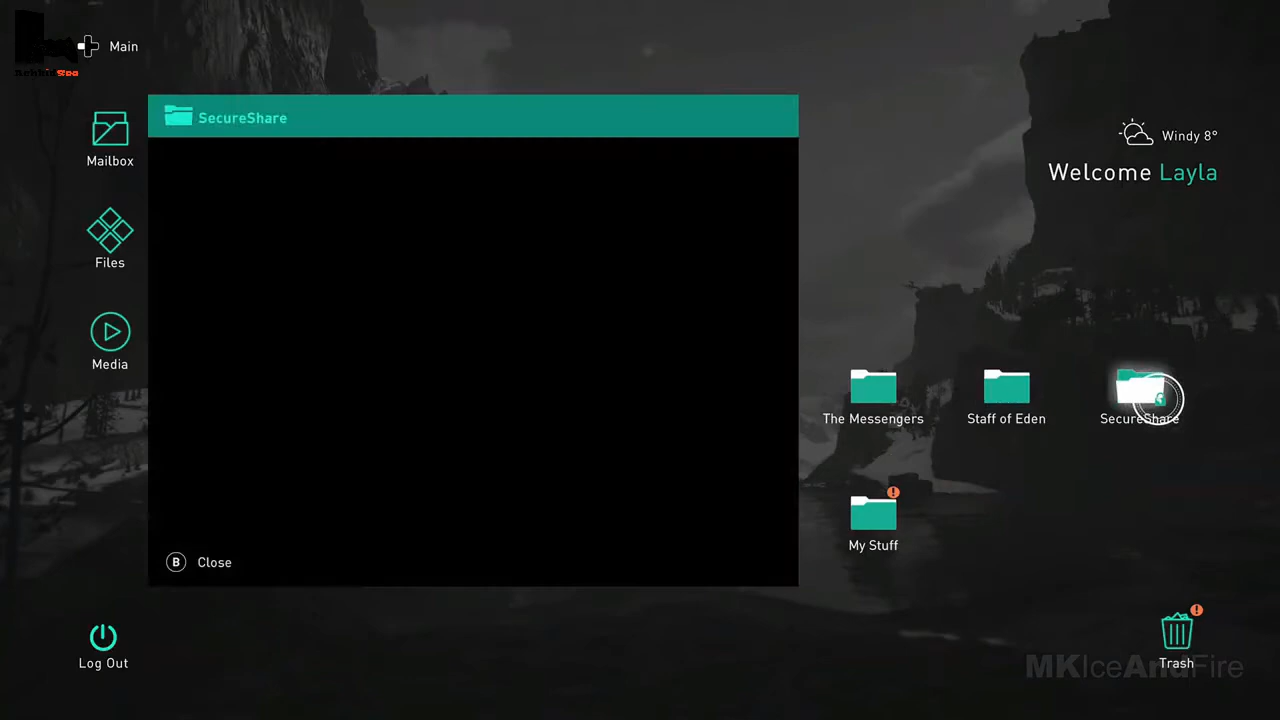 Main
SecureShare
Mailbox
Windy 8°
Welcome Layla
Files
Media
The Messengers
Staff of Eden
SecureShare
My Stuff
B Close
Log Out
Trash
MKIceAndFire